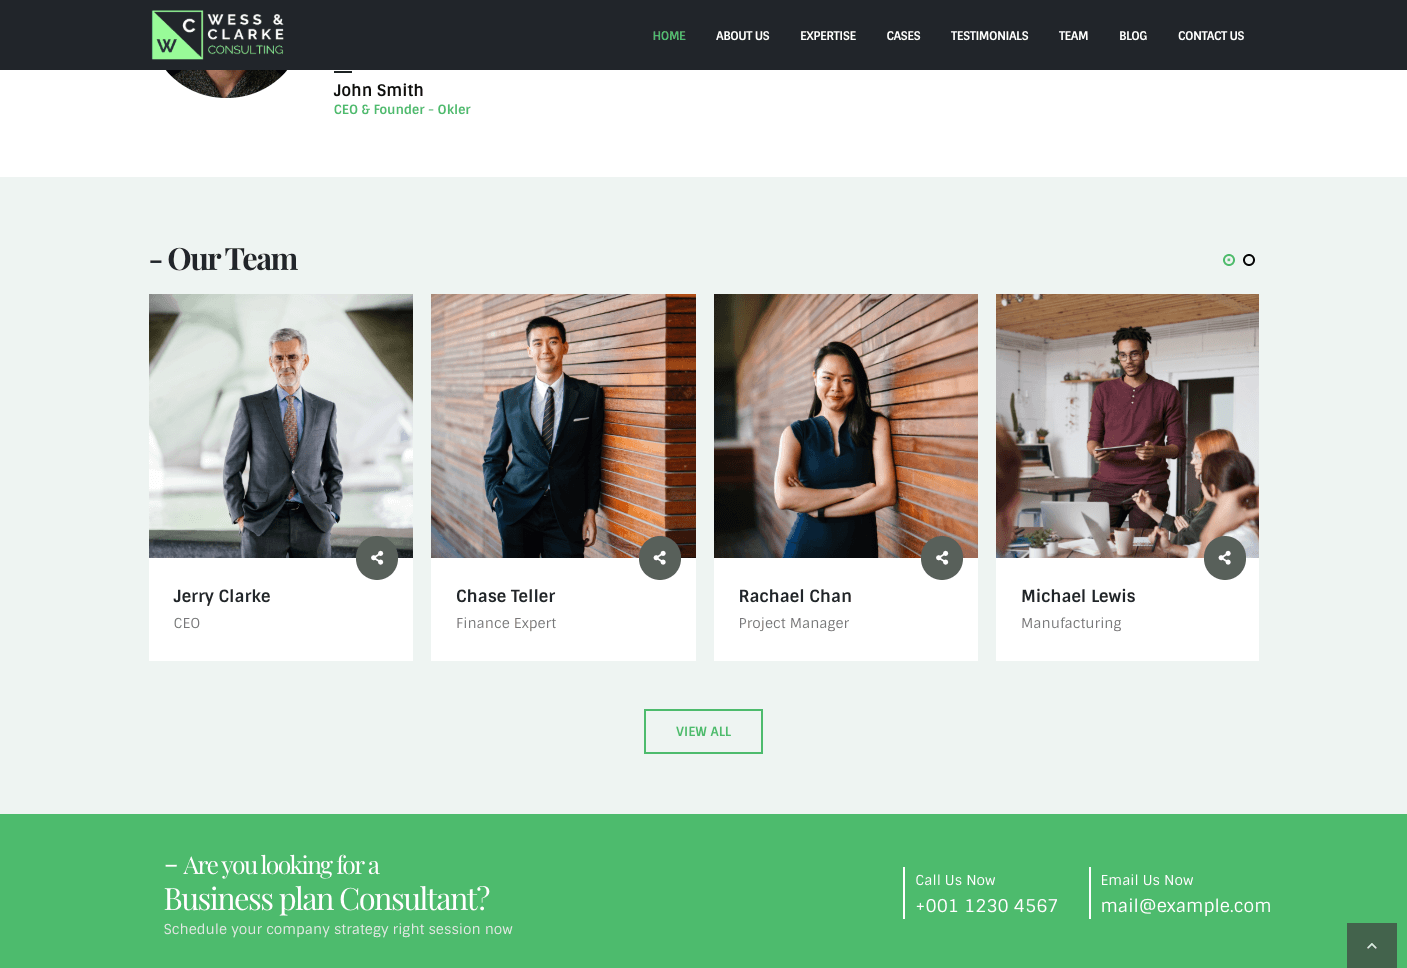 WESS &
C CLARKE
W CONSULTING
HOME ABOUT US EXPERTISE CASES TESTIMONIALS TEAM BLOG CONTACT US
John Smith
CEO & Founder - Okler
- Our Team
Jerry Clarke
CEO
Chase Teller
Finance Expert
Rachael Chan
Project Manager
Michael Lewis
Manufacturing
VIEW ALL
- Are you looking for a
Business plan Consultant?
Schedule your company strategy right session now
Call Us Now
+001 1230 4567
Email Us Now
mail@example.com